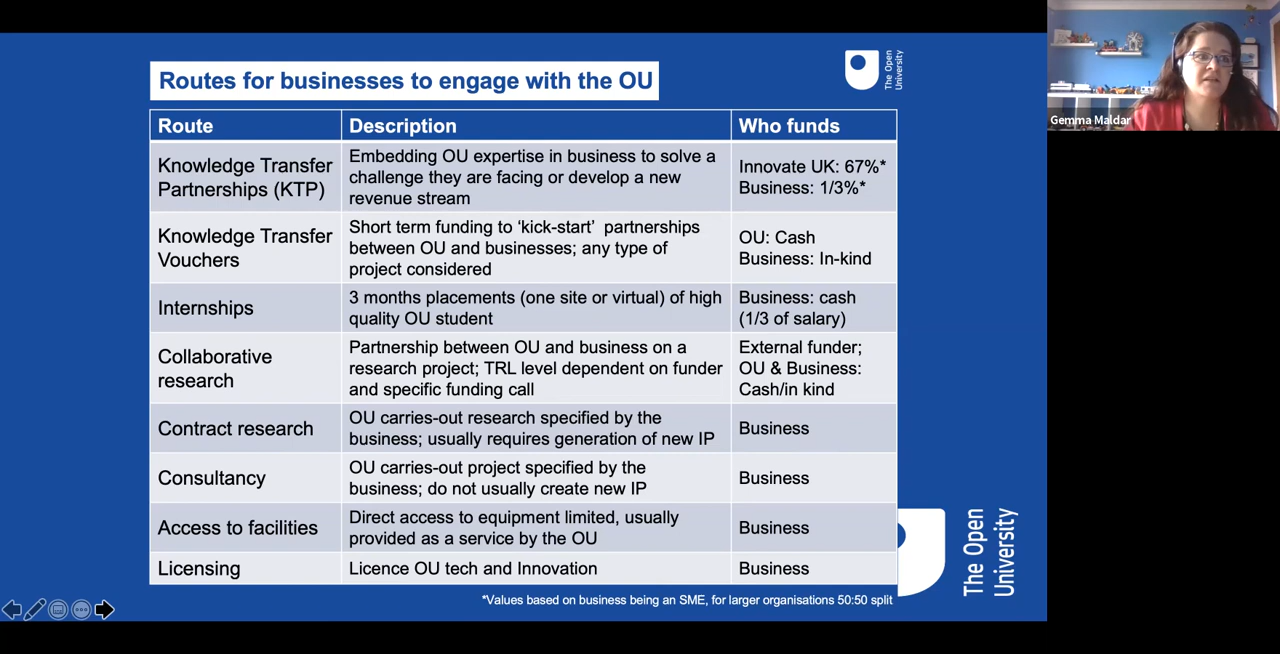 Routes for businesses to engage with the OU
The Open
University
Gemma Maldar
Route Description Who funds
Knowledge Transfer
Partnerships (KTP)
Embedding OU expertise in business to solve a
challenge they are facing or develop a new
revenue stream
Innovate UK: 67%*
Business: 1/3%*
Knowledge Transfer
Vouchers
Short term funding to ‘kick-start’ partnerships
between OU and businesses; any type of
project considered
OU: Cash
Business: In-kind
Internships
3 months placements (one site or virtual) of high
quality OU student
Business: cash
(1/3 of salary)
Collaborative
research
Partnership between OU and business on a
research project; TRL level dependent on funder
and specific funding call
External funder;
OU & Business:
Cash/in kind
Contract research
OU carries-out research specified by the
business; usually requires generation of new IP
Business
Consultancy
OU carries-out project specified by the
business; do not usually create new IP
Business
Access to facilities
Direct access to equipment limited, usually
provided as a service by the OU
Business
Licensing
Licence OU tech and Innovation
Business
*Values based on business being an SME, for larger organisations 50:50 split
The Open
University